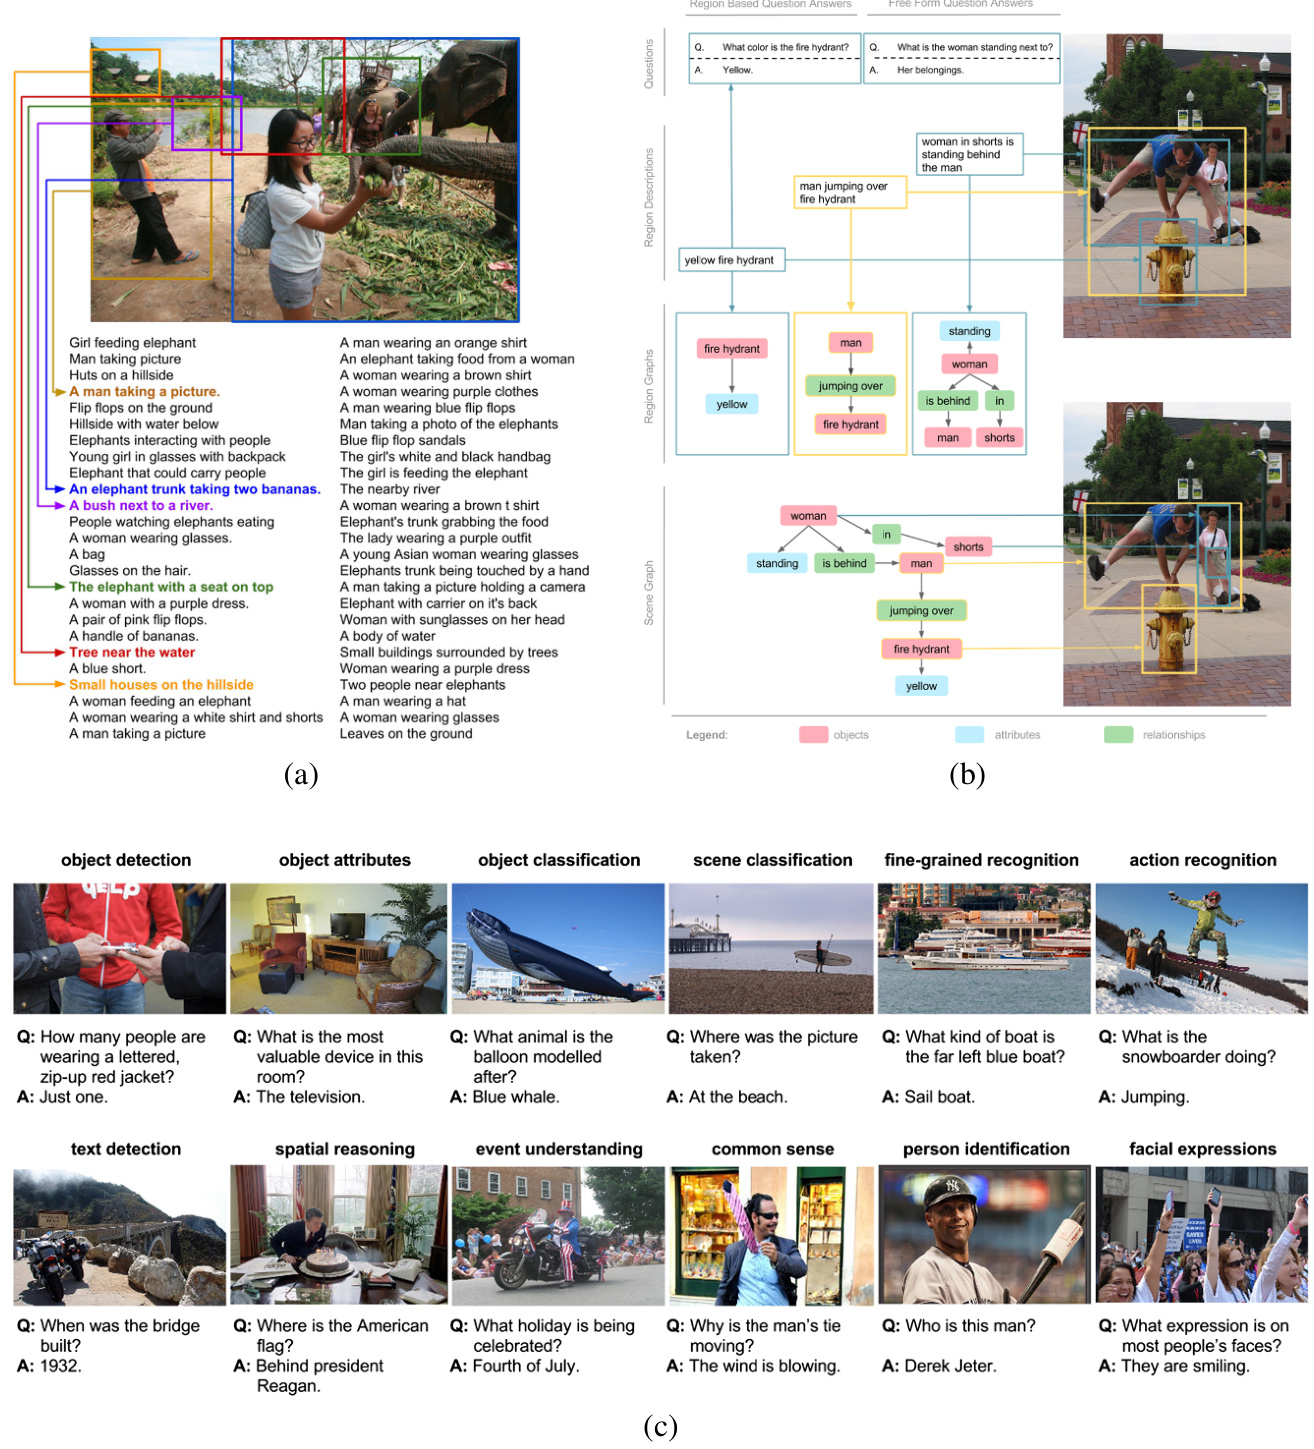 Girl feeding elephant
Man taking picture
Huts on a hillside
A man taking a picture.
Flip flops on the ground
Hillside with water below
Elephants interacting with people
Young girl in glasses with backpack
Elephant that could carry people
An elephant trunk taking two bananas.
A bush next to a river.
People watching elephants eating
A woman wearing glasses.
A bag
Glasses on the hair.
The elephant with a seat on top
A woman with a purple dress.
A pair of pink flip flops.
A handle of bananas.
Tree near the water
A blue short.
Small houses on the hillside
A woman feeding an elephant
A woman wearing a white shirt and shorts
A man taking a picture
A man wearing an orange shirt
An elephant taking food from a woman
A woman wearing a brown shirt
A woman wearing purple clothes
A man wearing blue flip flops
Man taking a photo of the elephants
Blue flip flop sandals
The girl's white and black handbag
The girl is feeding the elephant
The nearby river
A woman wearing a brown t shirt
Elephant's trunk grabbing the food
The lady wearing a purple outfit
A young Asian woman wearing glasses
Elephants trunk being touched by a hand
A man taking a picture holding a camera
Elephant with carrier on it's back
Woman with sunglasses on her head
A body of water
Small buildings surrounded by trees
Woman wearing a purple dress
Two people near elephants
A man wearing a hat
A woman wearing glasses
Leaves on the ground
(a)
Region Based Question Answers
Free Form Question Answers
Questions
Q. What color is the fire hydrant?
A. Yellow.
Q. What is the woman standing next to?
A. Her belongings.
Region Descriptions
woman in shorts is
standing behind
the man
man jumping over
fire hydrant
yellow fire hydrant
Region Graphs
fire hydrant
yellow
man
jumping over
fire hydrant
standing
woman
is behind
in
man
shorts
Scene Graph
woman
in
shorts
standing
is behind
man
jumping over
fire hydrant
yellow
Legend:
objects
attributes
relationships
(b)
object detection
YELP
Q: How many people are
wearing a lettered,
zip-up red jacket?
A: Just one.
object attributes
Q: What is the most
valuable device in this
room?
A: The television.
object classification
Q: What animal is the
balloon modelled
after?
A: Blue whale.
scene classification
Q: Where was the picture
taken?
A: At the beach.
fine-grained recognition
Q: What kind of boat is
the far left blue boat?
A: Sail boat.
action recognition
Q: What is the
snowboarder doing?
A: Jumping.
text detection
Q: When was the bridge
built?
A: 1932.
spatial reasoning
Q: Where is the American
flag?
A: Behind president
Reagan.
event understanding
Q: What holiday is being
celebrated?
A: Fourth of July.
common sense
Q: Why is the man's tie
moving?
A: The wind is blowing.
person identification
NY
Q: Who is this man?
A: Derek Jeter.
facial expressions
SAVES
LIVES
Q: What expression is on
most people's faces?
A: They are smiling.
(c)